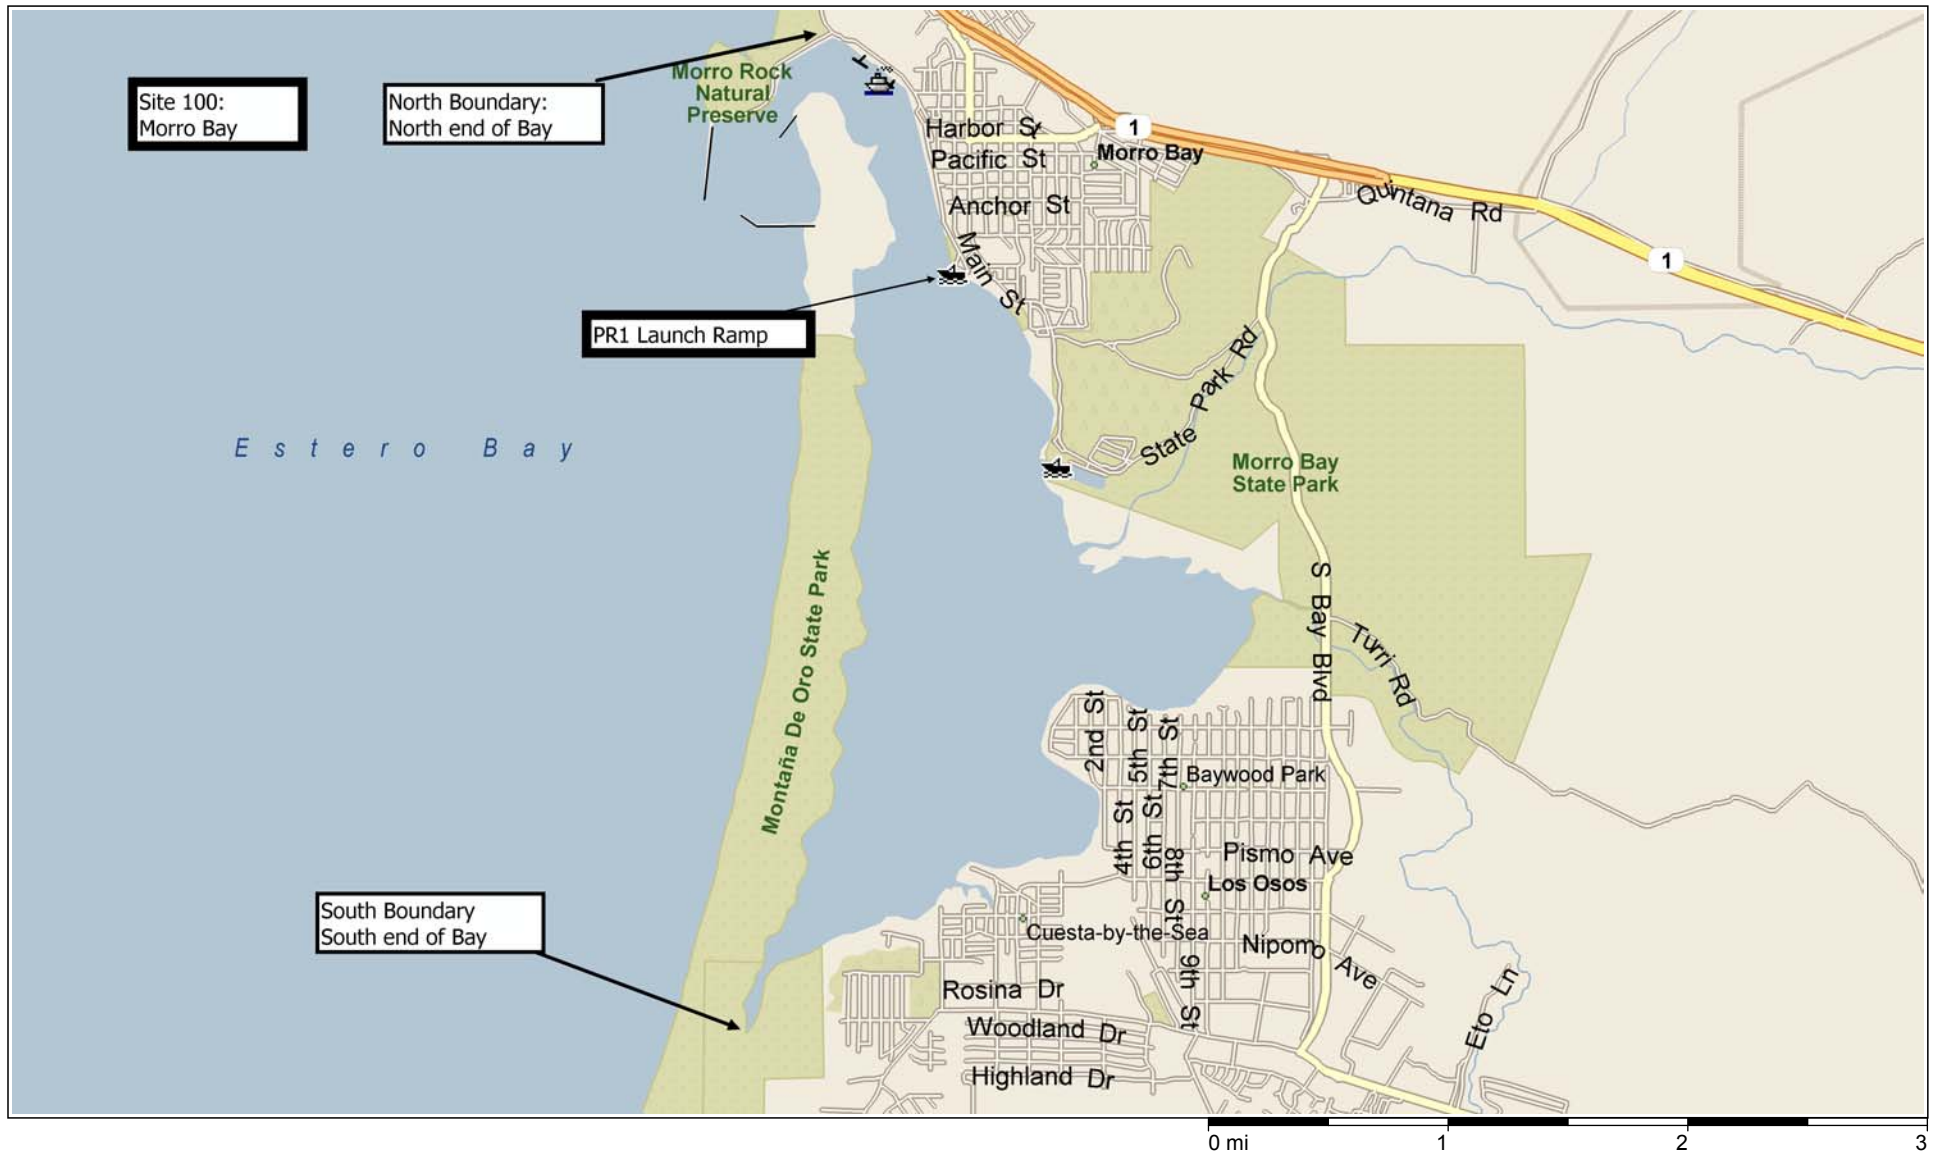 Site 100:
Morro Bay
North Boundary:
North end of Bay
Morro Rock
Natural
Preserve
Harbor St
1
Pacific St
Morro Bay
Anchor St
Quintana Rd
Main St
1
PR1 Launch Ramp
State Park Rd
Estero Bay
Morro Bay
State Park
Montaña De Oro State Park
S Bay Blvd
Turri Rd
2nd St
5th St
7th St
Baywood Park
4th St
6th St
8th St
Pismo Ave
Los Osos
South Boundary
South end of Bay
Cuesta-by-the-Sea
Nipomo Ave
9th St
Rosina Dr
Eto Ln
Woodland Dr
Highland Dr
0 mi 1 2 3